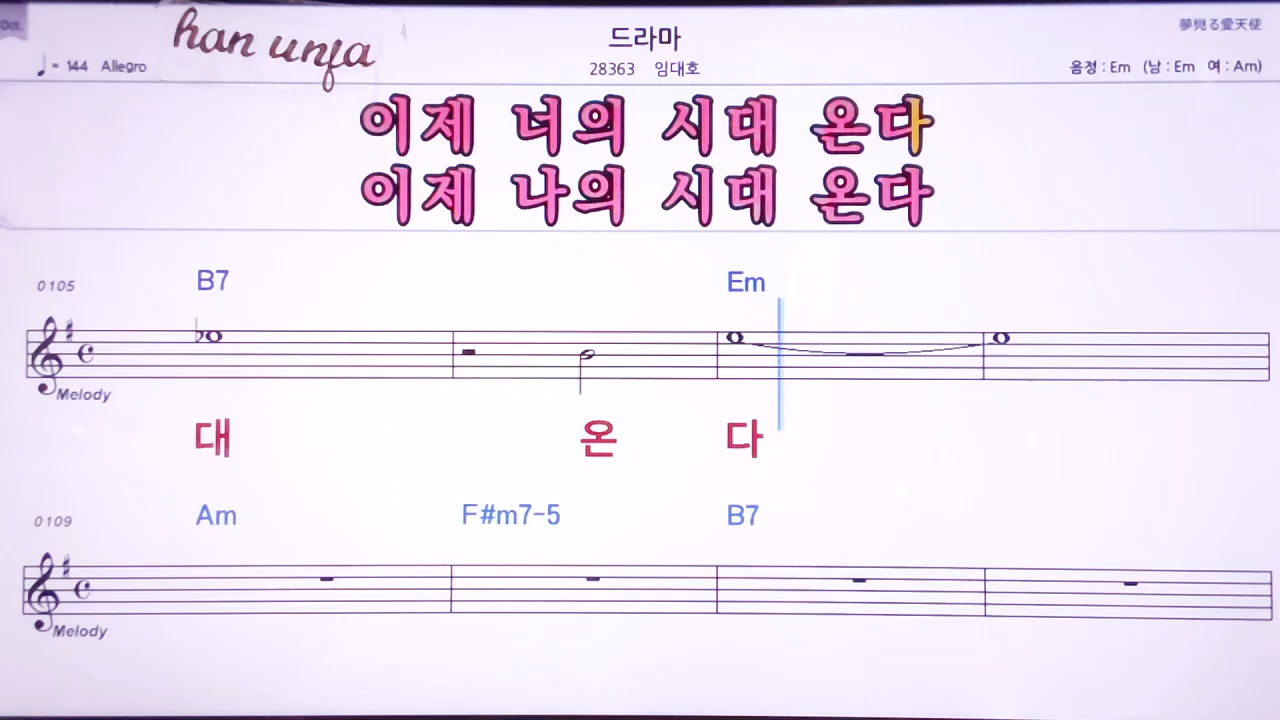 Oct.
han unja
드라마
夢見る愛天使
♩ = 144 Allegro
28363 임대호
음정 : Em (남 : Em 여 : Am)
이제 너의 시대 온다
이제 나의 시대 온다
0105
B7 Em
Melody
대 온 다
0109
Am F#m7-5 B7
Melody